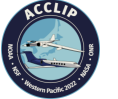 ACCLIP
NOAA • NSF • Western Pacific 2022 • NASA • ONR